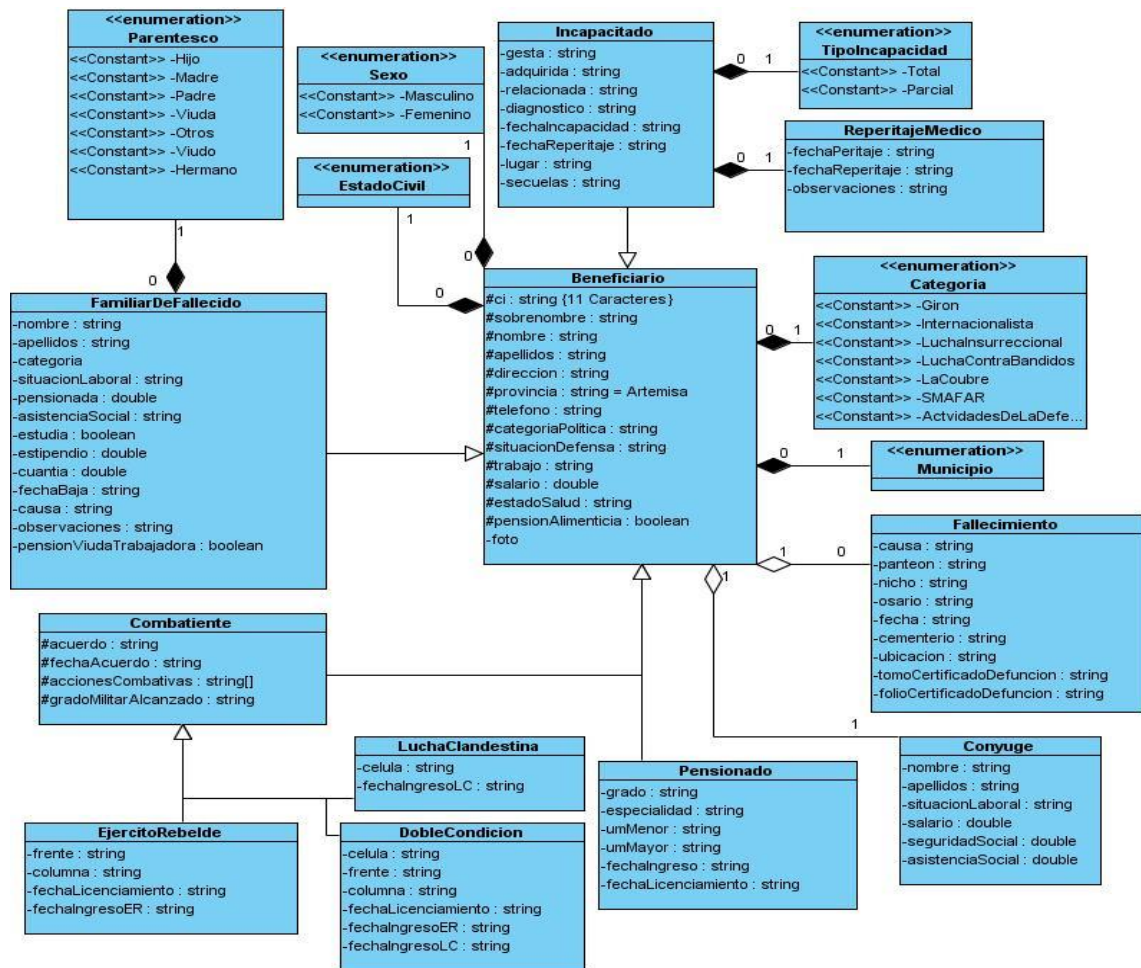 <<enumeration>>
Parentesco
<<Constant>> -Hijo
<<Constant>> -Madre
<<Constant>> -Padre
<<Constant>> -Viuda
<<Constant>> -Otros
<<Constant>> -Viudo
<<Constant>> -Hermano
1
0
<<enumeration>>
Sexo
<<Constant>> -Masculino
<<Constant>> -Femenino
1
0
<<enumeration>>
EstadoCivil
1
0
Incapacitado
-gesta : string
-adquirida : string
-relacionada : string
-diagnostico : string
-fechaIncapacidad : string
-fechaReperitaje : string
-lugar : string
-secuelas : string
0 1
0 1
<<enumeration>>
TipoIncapacidad
<<Constant>> -Total
<<Constant>> -Parcial
ReperitajeMedico
-fechaPeritaje : string
-fechaReperitaje : string
-observaciones : string
FamiliarDeFallecido
-nombre : string
-apellidos : string
-categoria
-situacionLaboral : string
-pensionada : double
-asistenciaSocial : string
-estudia : boolean
-estipendio : double
-cuantia : double
-fechaBaja : string
-causa : string
-observaciones : string
-pensionViudaTrabajadora : boolean
Beneficiario
#ci : string {11 Caracteres}
#sobrenombre : string
#nombre : string
#apellidos : string
#direccion : string
#provincia : string = Artemisa
#telefono : string
#categoriaPolitica : string
#situacionDefensa : string
#trabajo : string
#salario : double
#estadoSalud : string
#pensionAlimenticia : boolean
-foto
0 1
0 1
1 0
1
1
<<enumeration>>
Categoria
<<Constant>> -Giron
<<Constant>> -Internacionalista
<<Constant>> -LuchaInsurreccional
<<Constant>> -LuchaContraBandidos
<<Constant>> -LaCoubre
<<Constant>> -SMAFAR
<<Constant>> -ActvidadesDeLaDefe...
<<enumeration>>
Municipio
Fallecimiento
-causa : string
-panteon : string
-nicho : string
-osario : string
-fecha : string
-cementerio : string
-ubicacion : string
-tomoCertificadoDefuncion : string
-folioCertificadoDefuncion : string
Combatiente
#acuerdo : string
#fechaAcuerdo : string
#accionesCombativas : string[]
#gradoMilitarAlcanzado : string
LuchaClandestina
-celula : string
-fechaIngresoLC : string
EjercitoRebelde
-frente : string
-columna : string
-fechaLicenciamiento : string
-fechaIngresoER : string
DobleCondicion
-celula : string
-frente : string
-columna : string
-fechaLicenciamiento : string
-fechaIngresoER : string
-fechaIngresoLC : string
Pensionado
-grado : string
-especialidad : string
-umMenor : string
-umMayor : string
-fechaIngreso : string
-fechaLicenciamiento : string
Conyuge
-nombre : string
-apellidos : string
-situacionLaboral : string
-salario : double
-seguridadSocial : double
-asistenciaSocial : double